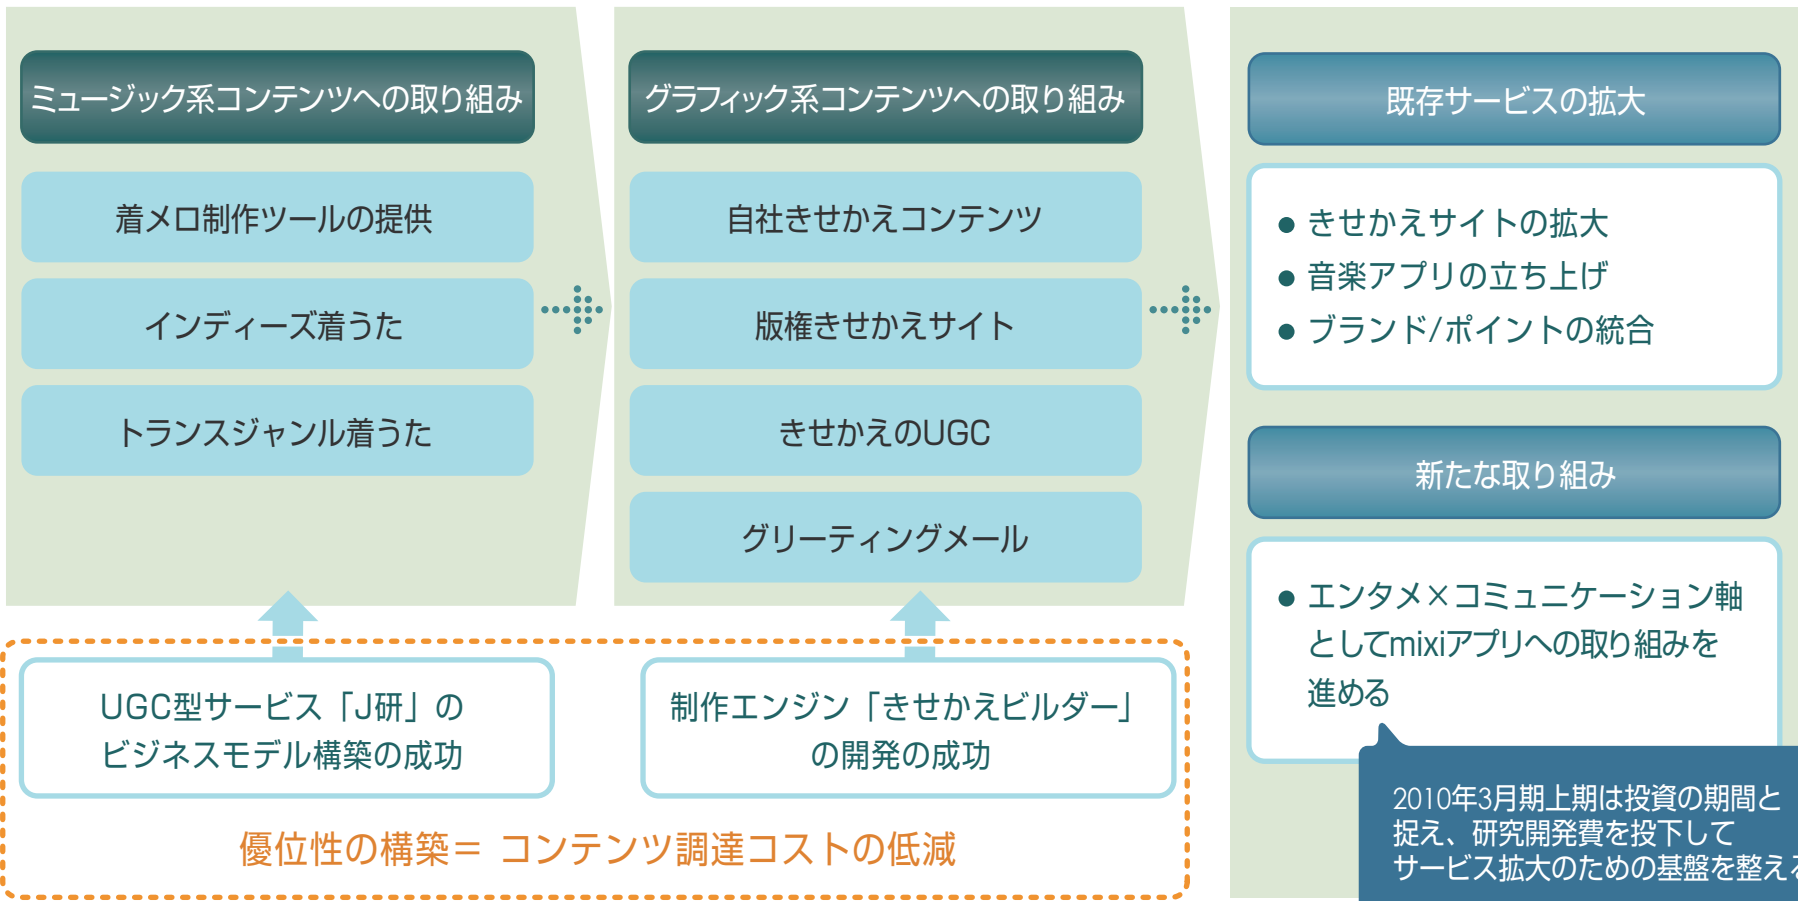 ミュージック系コンテンツへの取り組み
着メロ制作ツールの提供
インディーズ着うた
トランスジャンル着うた
グラフィック系コンテンツへの取り組み
自社きせかえコンテンツ
版権きせかえサイト
きせかえのUGC
グリーティングメール
UGC型サービス「J研」の
ビジネスモデル構築の成功
制作エンジン「きせかえビルダー」
の開発の成功
優位性の構築＝ コンテンツ調達コストの低減
既存サービスの拡大
● きせかえサイトの拡大
● 音楽アプリの立ち上げ
● ブランド/ポイントの統合
新たな取り組み
● エンタメ×コミュニケーション軸
としてmixiアプリへの取り組みを
進める
2010年3月期上期は投資の期間と
捉え、研究開発費を投下して
サービス拡大のための基盤を整える